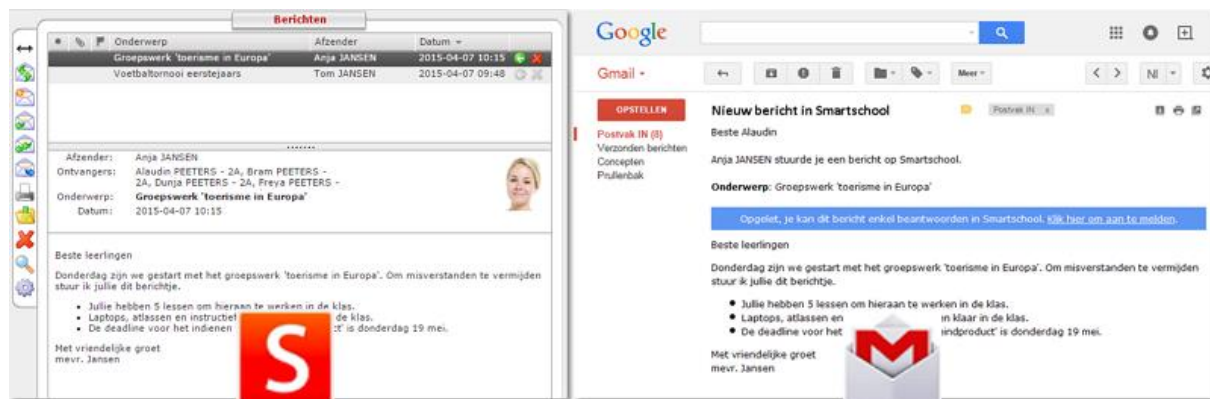 Berichten
Onderwerp Afzender Datum
Groepswerk 'toerisme in Europa' Anja JANSEN 2015-04-07 10:15
Voetbaltornooi eerstejaars Tom JANSEN 2015-04-07 09:48
Afzender: Anja JANSEN
Ontvangers: Alaudin PEETERS - 2A, Bram PEETERS -
2A, Dunja PEETERS - 2A, Freya PEETERS -
Onderwerp: Groepswerk 'toerisme in Europa'
Datum: 2015-04-07 10:15
Beste leerlingen
Donderdag zijn we gestart met het groepswerk 'toerisme in Europa'. Om misverstanden te vermijden
stuur ik jullie dit berichtje.
• Jullie hebben 5 lessen om hieraan te werken in de klas.
• Laptops, atlassen en instructief de klas.
• De deadline voor het indienen ct' is donderdag 19 mei.
Met vriendelijke groet
mevr. Jansen
S
Google
Gmail
Meer
Nl
OPSTELLEN
Postvak IN (8)
Verzonden berichten
Concepten
Prullenbak
Nieuw bericht in Smartschool
Postvak IN x
Beste Alaudin
Anja JANSEN stuurde je een bericht op Smartschool.
Onderwerp: Groepswerk 'toerisme in Europa'
Opgelet, je kan dit bericht enkel beantwoorden in Smartschool. Klik hier om aan te melden.
Beste leerlingen
Donderdag zijn we gestart met het groepswerk 'toerisme in Europa'. Om misverstanden te vermijden
stuur ik jullie dit berichtje.
• Jullie hebben 5 lessen om hieraan te werken in de klas.
• Laptops, atlassen en n klaar in de klas.
• De deadline voor het indproduct' is donderdag 19 mei.
Met vriendelijke groet
mevr. Jansen